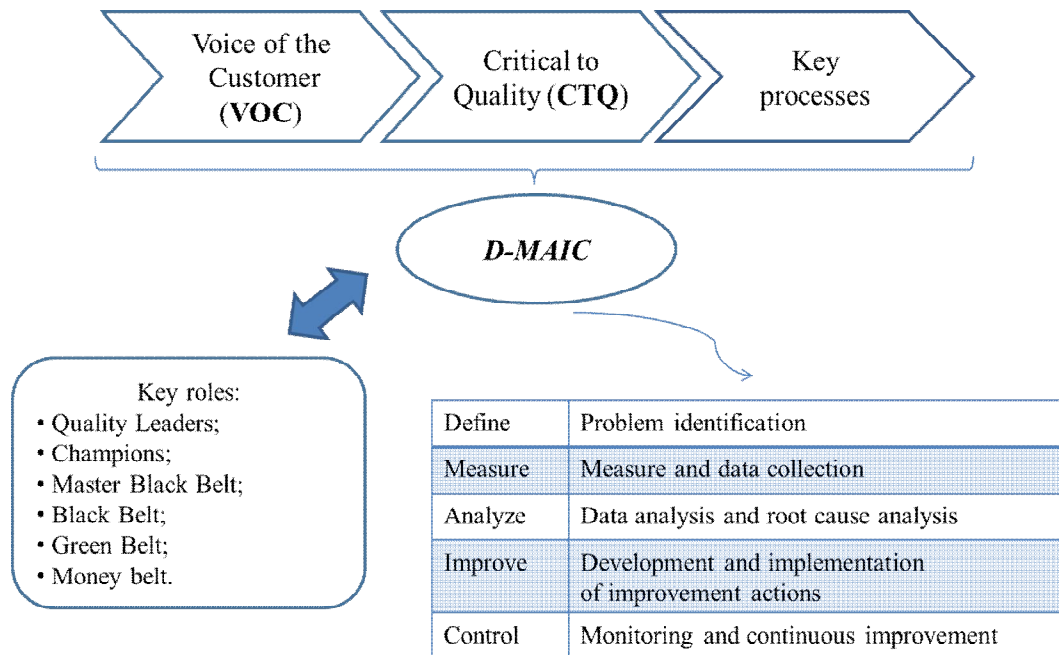 Voice of the
Customer
(VOC)
Critical to
Quality (CTQ)
Key
processes
D-MAIC
Key roles:
• Quality Leaders;
• Champions;
• Master Black Belt;
• Black Belt;
• Green Belt;
• Money belt.
Define Problem identification
Measure Measure and data collection
Analyze Data analysis and root cause analysis
Improve Development and implementation
of improvement actions
Control Monitoring and continuous improvement